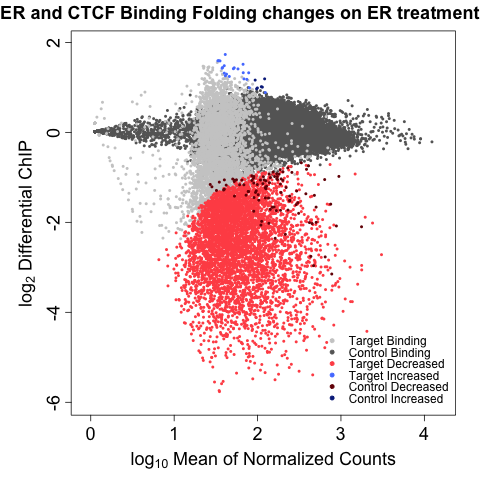 ER and CTCF Binding Folding changes on ER treatment
log2 Differential ChIP
2
0
-2
-4
-6
Target Binding
Control Binding
Target Decreased
Target Increased
Control Decreased
Control Increased
0 1 2 3 4
log10 Mean of Normalized Counts